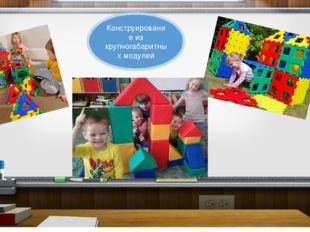 Конструировани
е из
крупногабаритны
х модулей